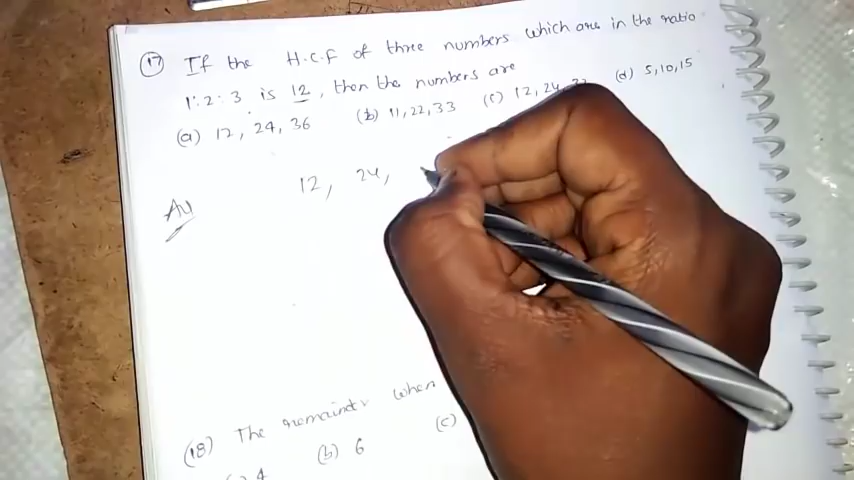 (17) If the H.C.F of three numbers which are in the ratio
1:2:3 is 12, then the numbers are
(a) 12, 24, 36 (b) 11,22,33 (c) 12,24,32 (d) 5,10,15
12, 24,
(18) The remainder when
(b) 6 (c)
4